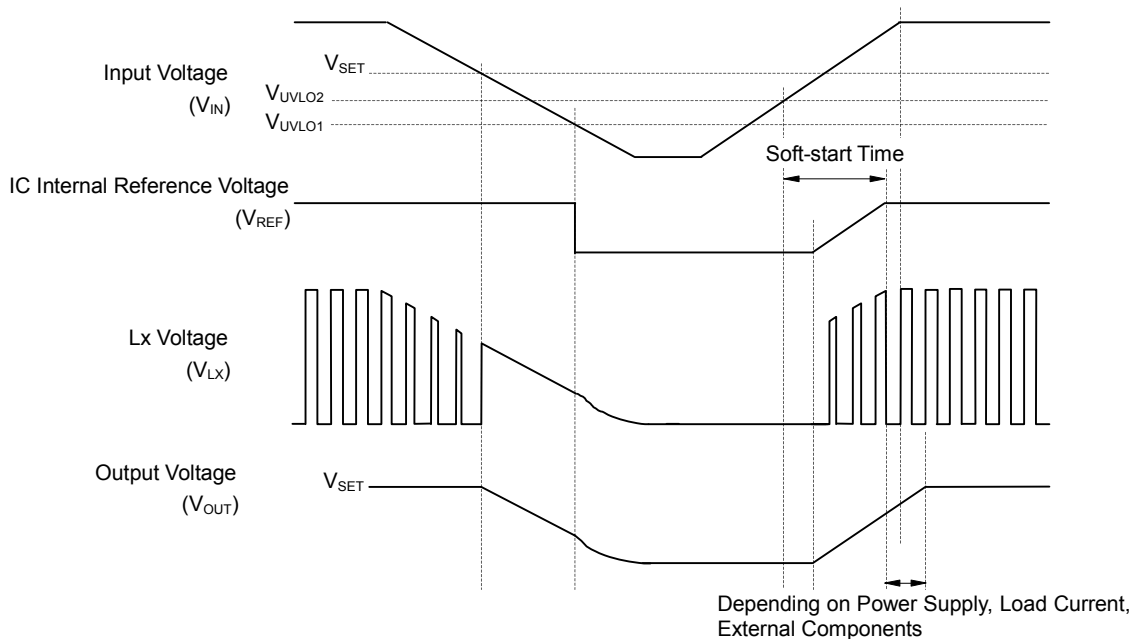 Input Voltage
(VIN)
VSET
VUVLO2
VUVLO1
Soft-start Time
IC Internal Reference Voltage
(VREF)
Lx Voltage
(VLX)
Output Voltage
(VOUT)
VSET
Depending on Power Supply, Load Current,
External Components